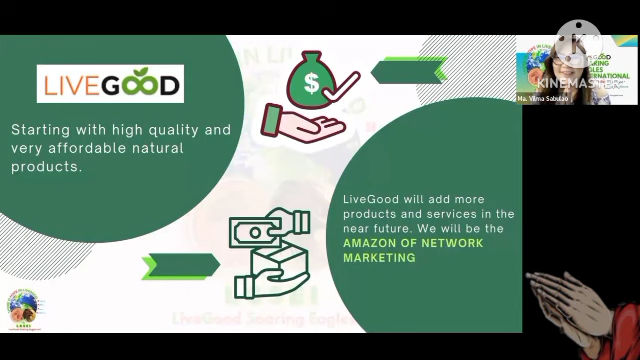 LIVEGOOD
Starting with high quality and
very affordable natural
products.
$
LiveGood will add more
products and services in the
near future. We will be the
AMAZON OF NETWORK
MARKETING
LiveGood Soaring Eagles
KINEMAS
Ma. Vilma Sabulao